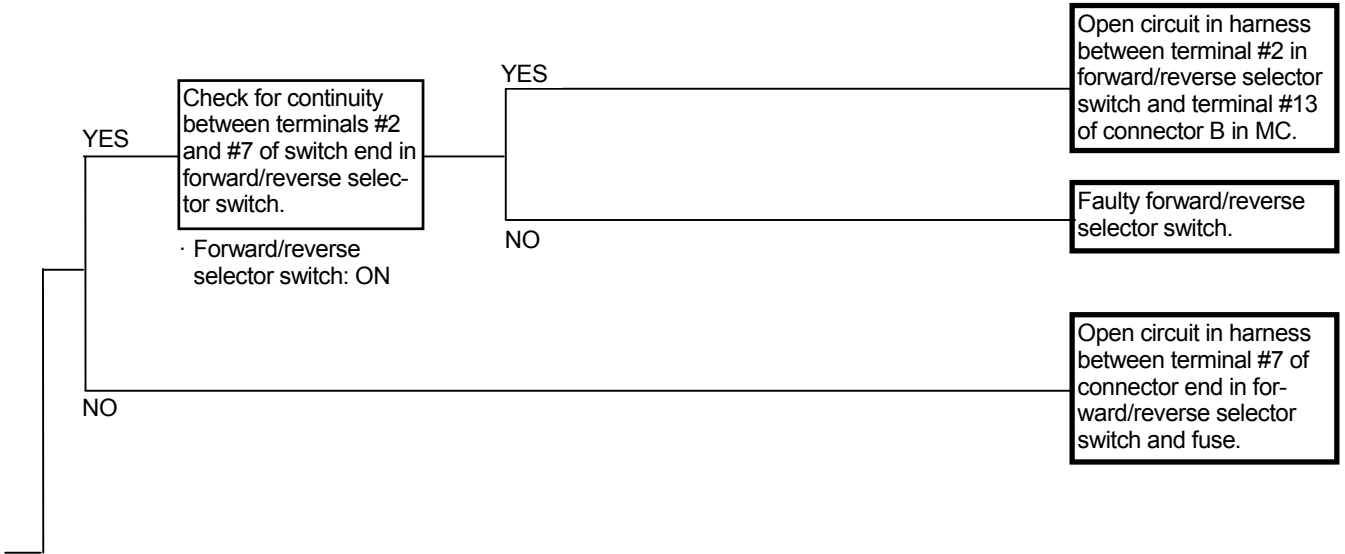 YES
Check for continuity
between terminals #2
and #7 of switch end in
forward/reverse selec-
tor switch.
· Forward/reverse
selector switch: ON
YES
Open circuit in harness
between terminal #2 in
forward/reverse selector
switch and terminal #13
of connector B in MC.
NO
Faulty forward/reverse
selector switch.
NO
Open circuit in harness
between terminal #7 of
connector end in for-
ward/reverse selector
switch and fuse.